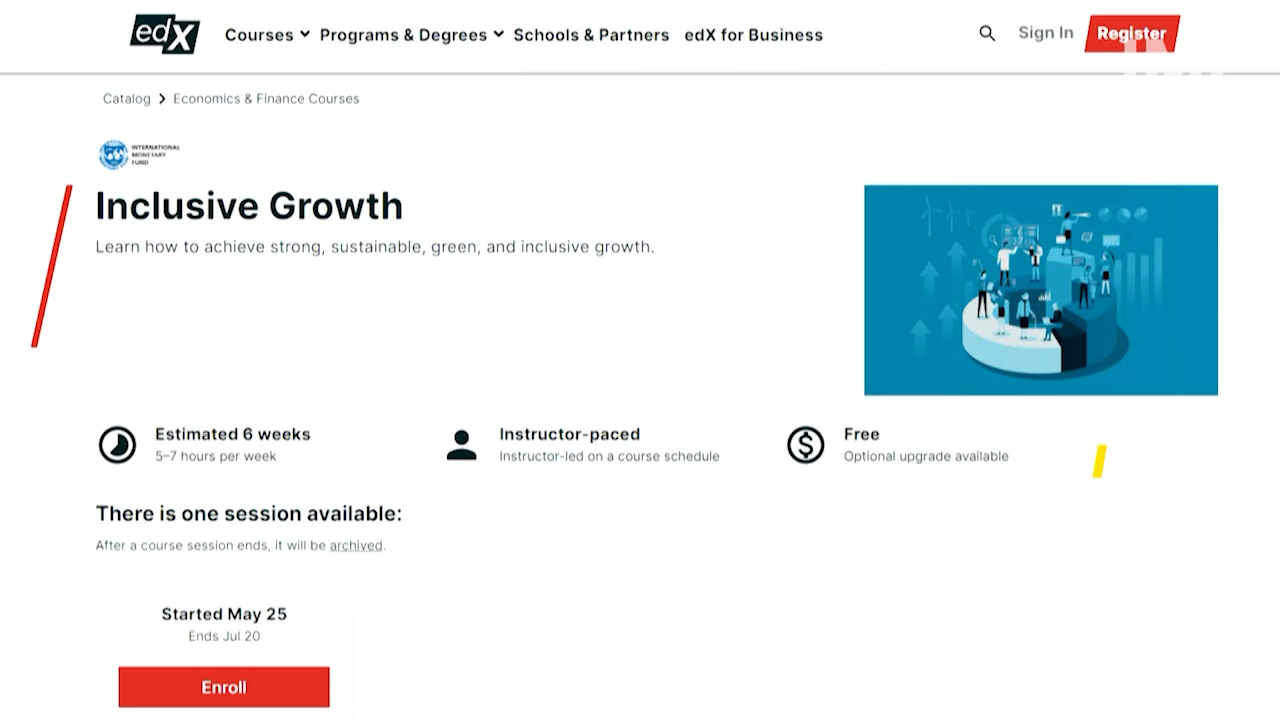 edX
Courses Programs & Degrees Schools & Partners edX for Business Sign In Register
Catalog Economics & Finance Courses
INTERNATIONAL
MONETARY
FUND
Inclusive Growth
Learn how to achieve strong, sustainable, green, and inclusive growth.
Estimated 6 weeks
5–7 hours per week
Instructor-paced
Instructor-led on a course schedule
Free
Optional upgrade available
There is one session available:
After a course session ends, it will be archived.
Started May 25
Ends Jul 20
Enroll